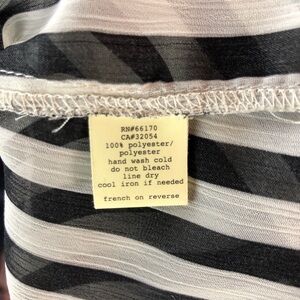 RN#66170
CA#32054
100% polyester/
polyester
hand wash cold
do not bleach
line dry
cool iron if needed
french on reverse